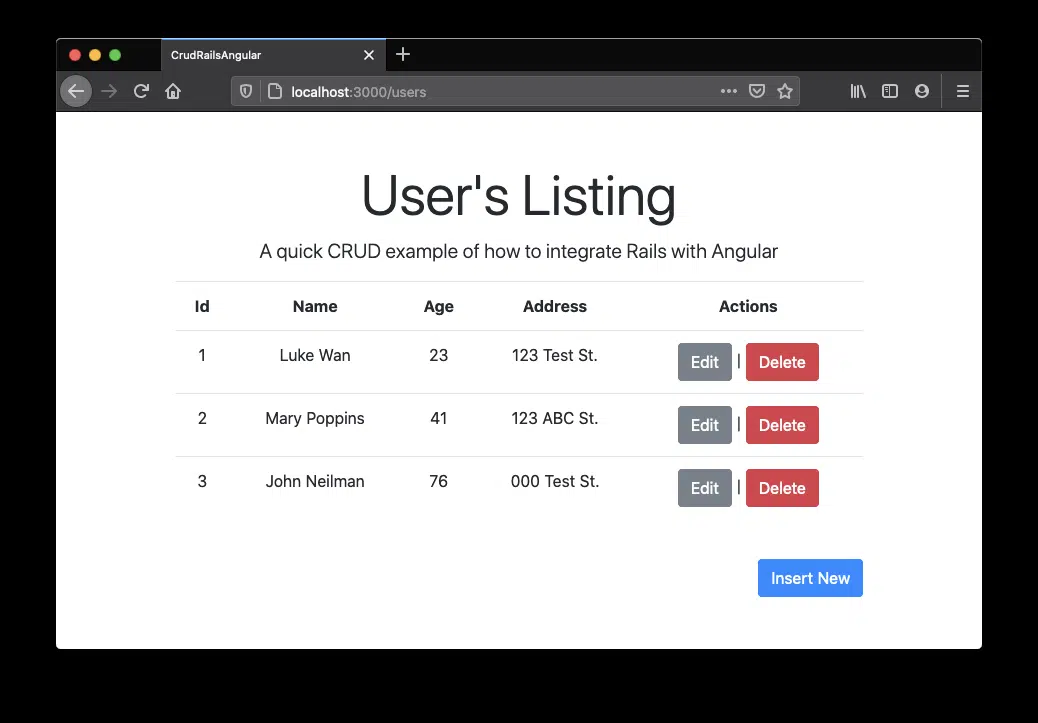 CrudRailsAngular
localhost:3000/users
User's Listing
A quick CRUD example of how to integrate Rails with Angular
Id Name Age Address Actions
1 Luke Wan 23 123 Test St. Edit | Delete
2 Mary Poppins 41 123 ABC St. Edit | Delete
3 John Neilman 76 000 Test St. Edit | Delete
Insert New